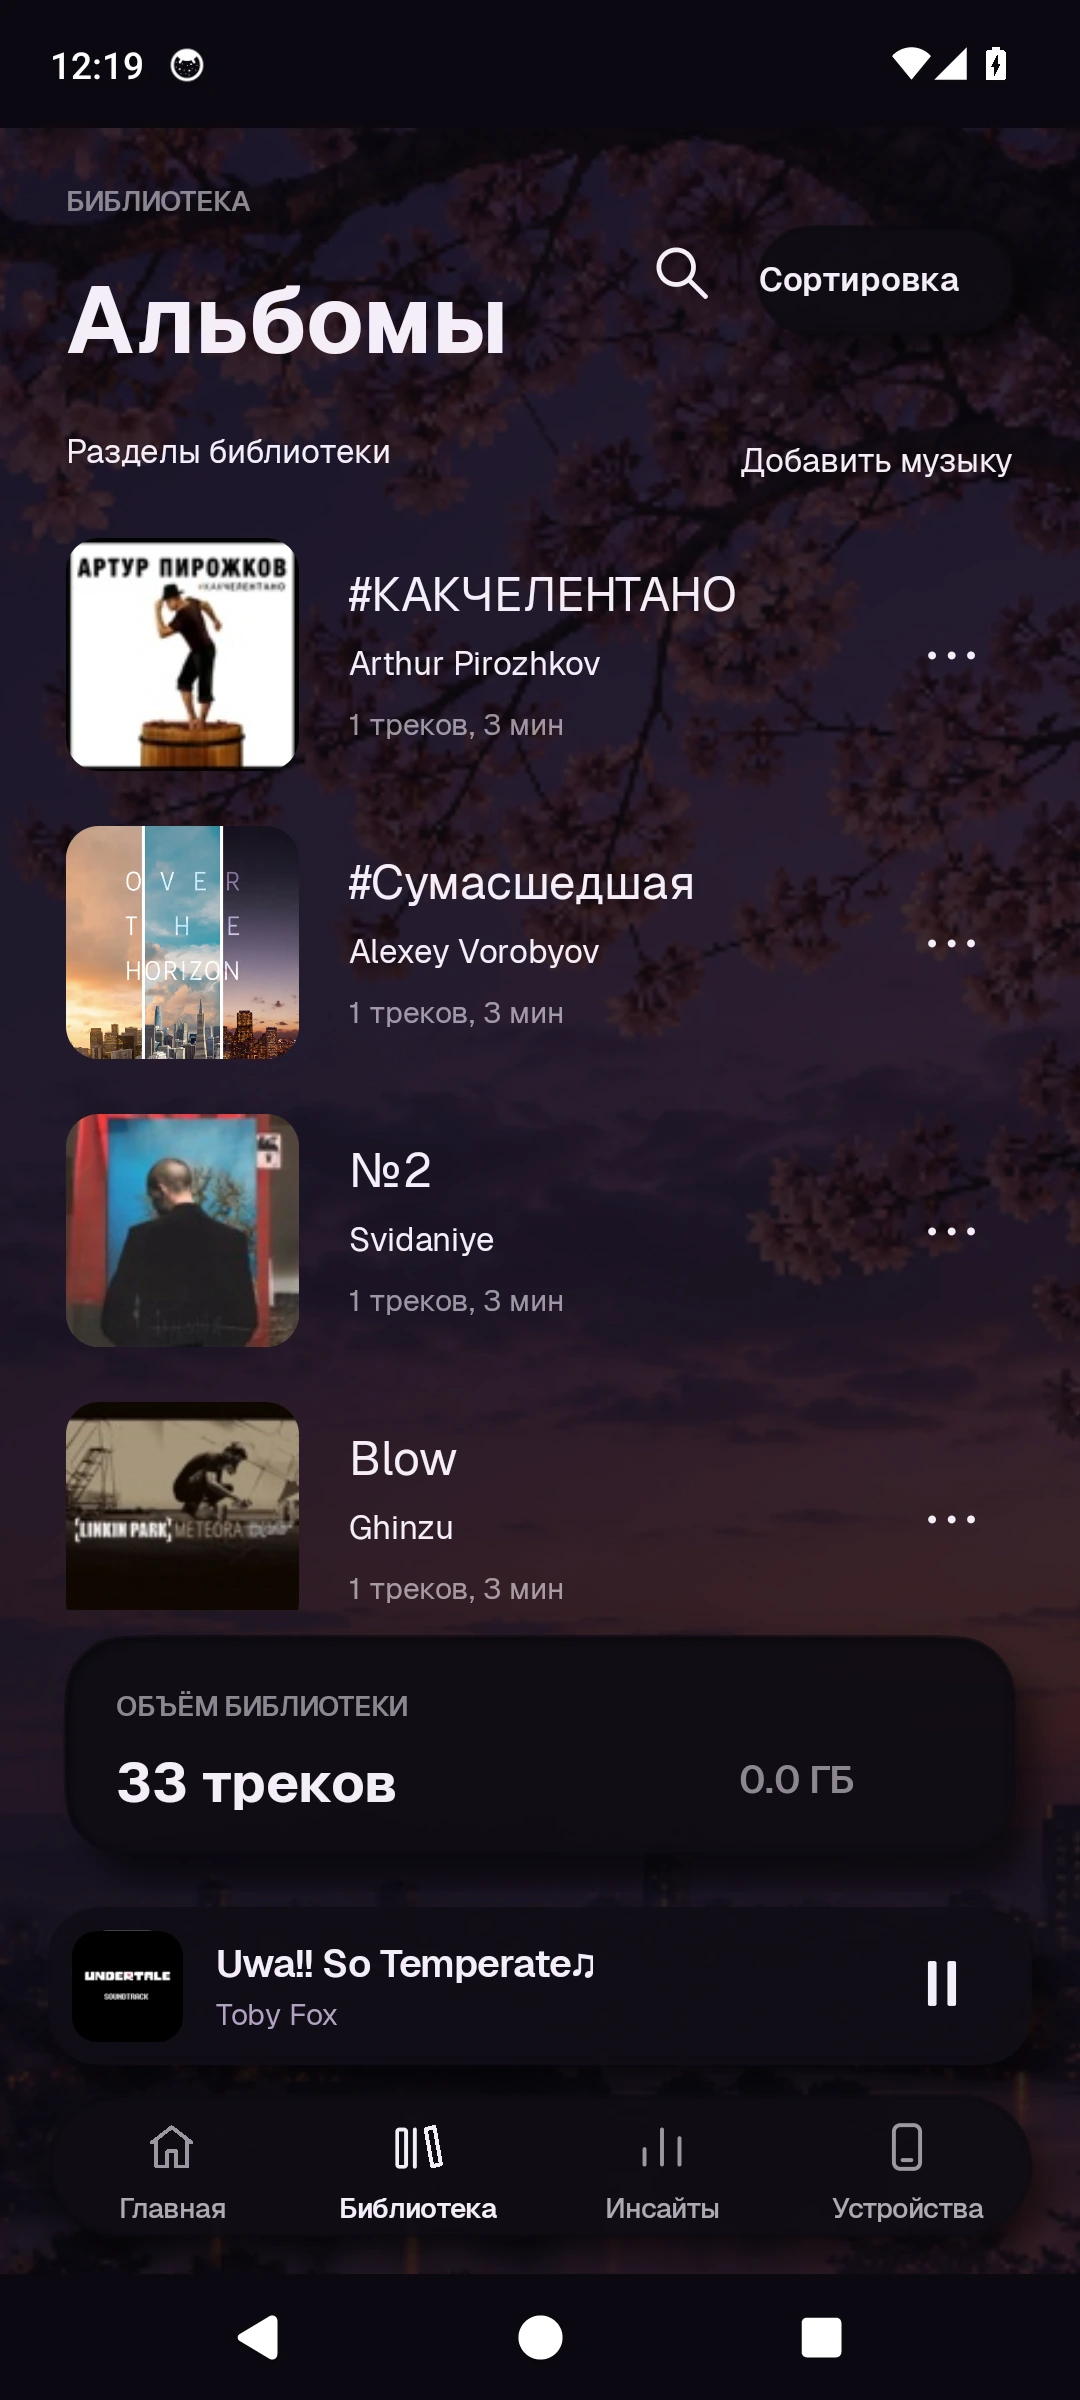 12:19
БИБЛИОТЕКА
Альбомы
Сортировка
Разделы библиотеки
Добавить музыку
АРТУР ПИРОЖКОВ
#КАКЧЕЛЕНТАНО
#КАКЧЕЛЕНТАНО
Arthur Pirozhkov
1 треков, 3 мин
OVER
THE
HORIZON
#Сумасшедшая
Alexey Vorobyov
1 треков, 3 мин
№2
Svidaniye
1 треков, 3 мин
[LINKIN PARK] METEORA
Blow
Ghinzu
1 треков, 3 мин
ОБЪЁМ БИБЛИОТЕКИ
33 треков
0.0 ГБ
UNDERTALE
SOUNDTRACK
Uwa!! So Temperate♫
Toby Fox
Главная
Библиотека
Инсайты
Устройства